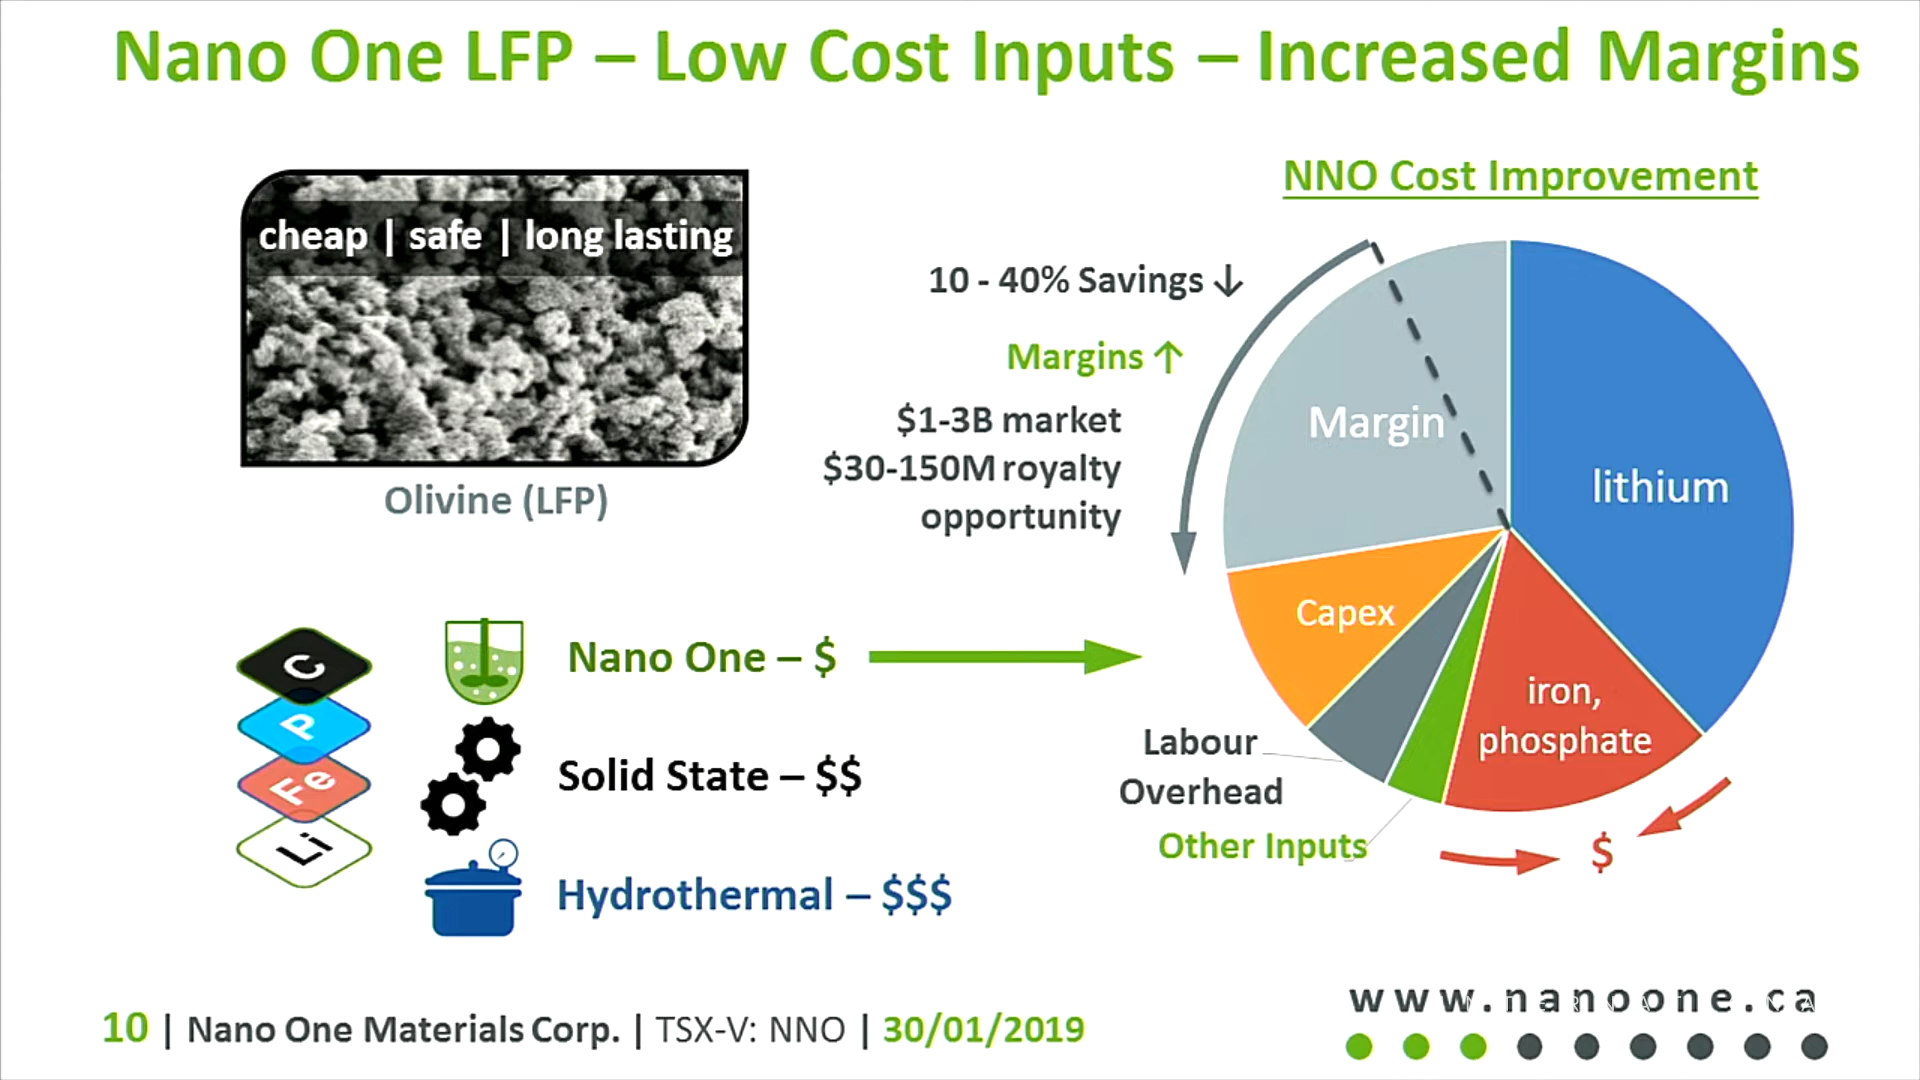 Nano One LFP – Low Cost Inputs – Increased Margins
cheap | safe | long lasting
Olivine (LFP)
NNO Cost Improvement
10 - 40% Savings ↓
Margins ↑
$1-3B market
$30-150M royalty
opportunity
Margin
lithium
Capex
iron,
phosphate
Labour
Overhead
Other Inputs
$
C
P
Fe
Li
Nano One – $
Solid State – $$
Hydrothermal – $$$
10 | Nano One Materials Corp. | TSX-V: NNO | 30/01/2019
www.nanoone.ca